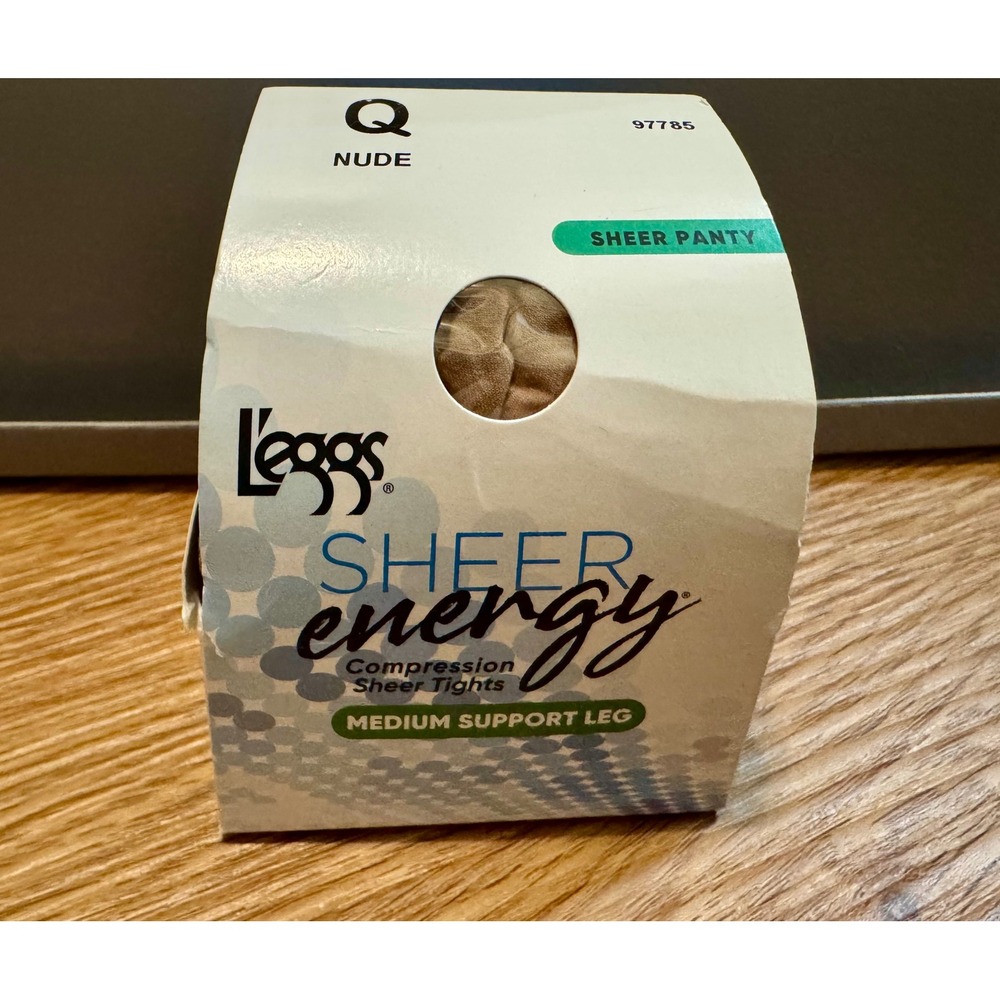 Q
NUDE
97785
SHEER PANTY
L'eggs®
SHEER
energy®
Compression
Sheer Tights
MEDIUM SUPPORT LEG